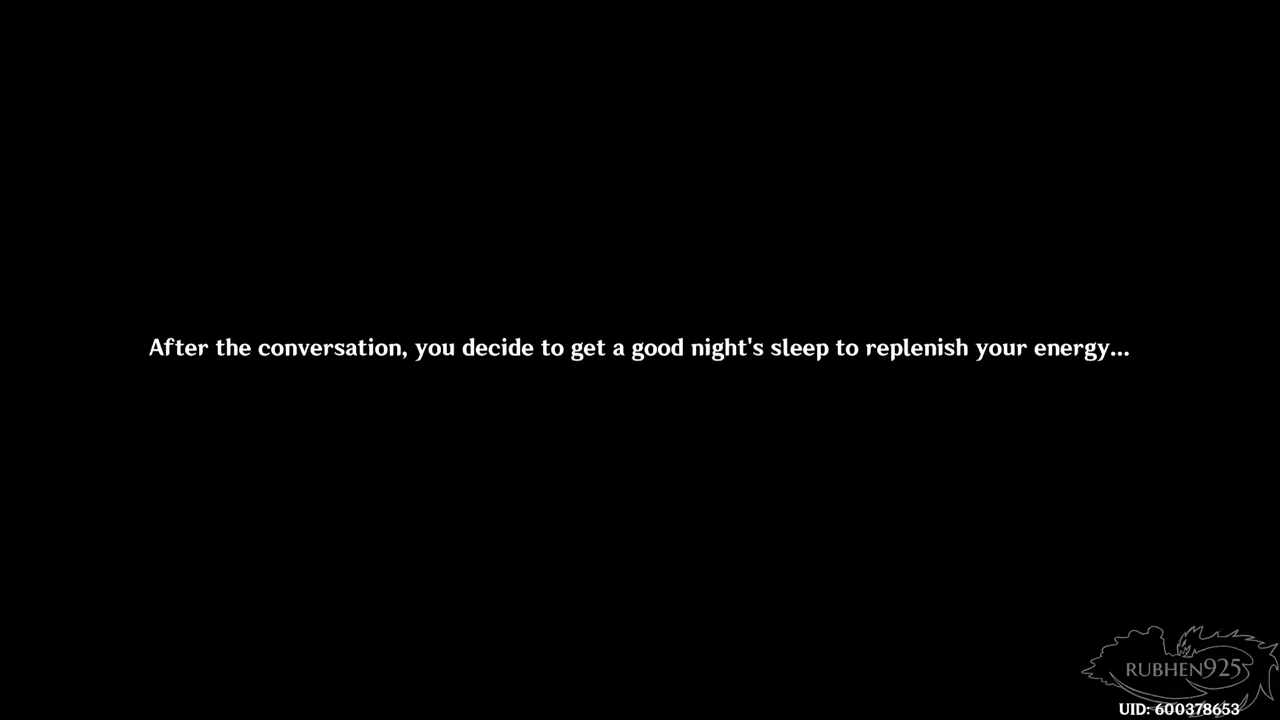 After the conversation, you decide to get a good night's sleep to replenish your energy...
RUBHEN925
UID: 600378653